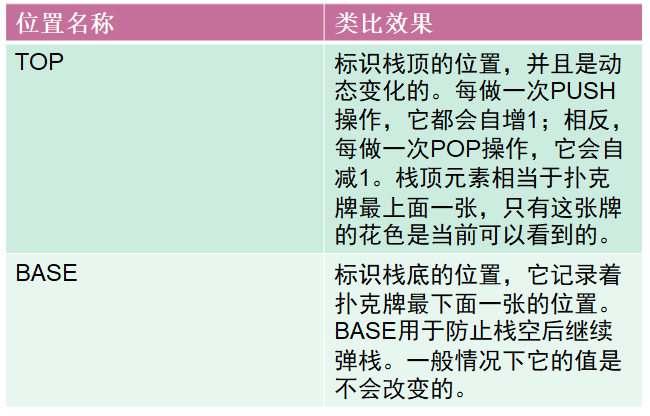 位置名称 类比效果
TOP 标识栈顶的位置，并且是动
态变化的。每做一次PUSH
操作，它都会自增1；相反，
每做一次POP操作，它会自
减1。栈顶元素相当于扑克
牌最上面一张，只有这张牌
的花色是当前可以看到的。
BASE 标识栈底的位置，它记录着
扑克牌最下面一张的位置。
BASE用于防止栈空后继续
弹栈。一般情况下它的值是
不会改变的。